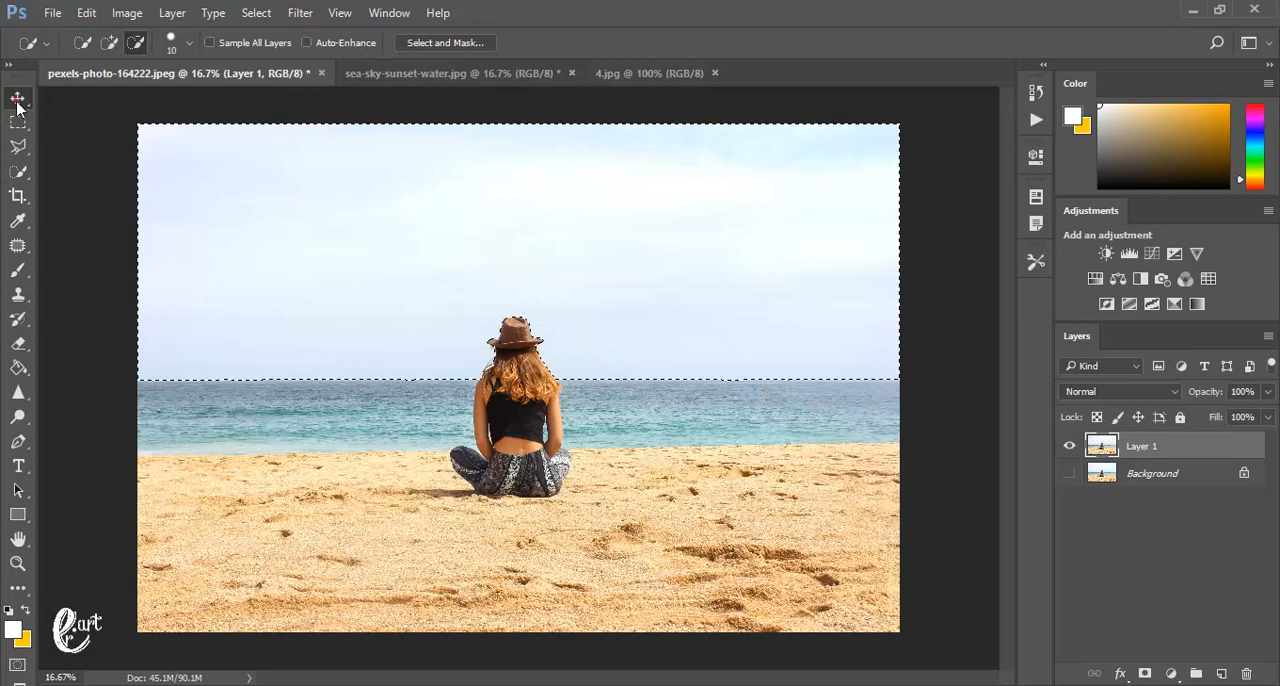 Ps File Edit Image Layer Type Select Filter View Window Help
10 Sample All Layers Auto-Enhance Select and Mask...
pexels-photo-164222.jpeg @ 16.7% (Layer 1, RGB/8) * × sea-sky-sunset-water.jpg @ 16.7% (RGB/8) * × 4.jpg @ 100% (RGB/8) ×
Color
Adjustments
Add an adjustment
Layers
Kind
Normal Opacity: 100%
Lock: Fill: 100%
Layer 1
Background
T
er art
16.67% Doc: 45.1M/90.1M
fx